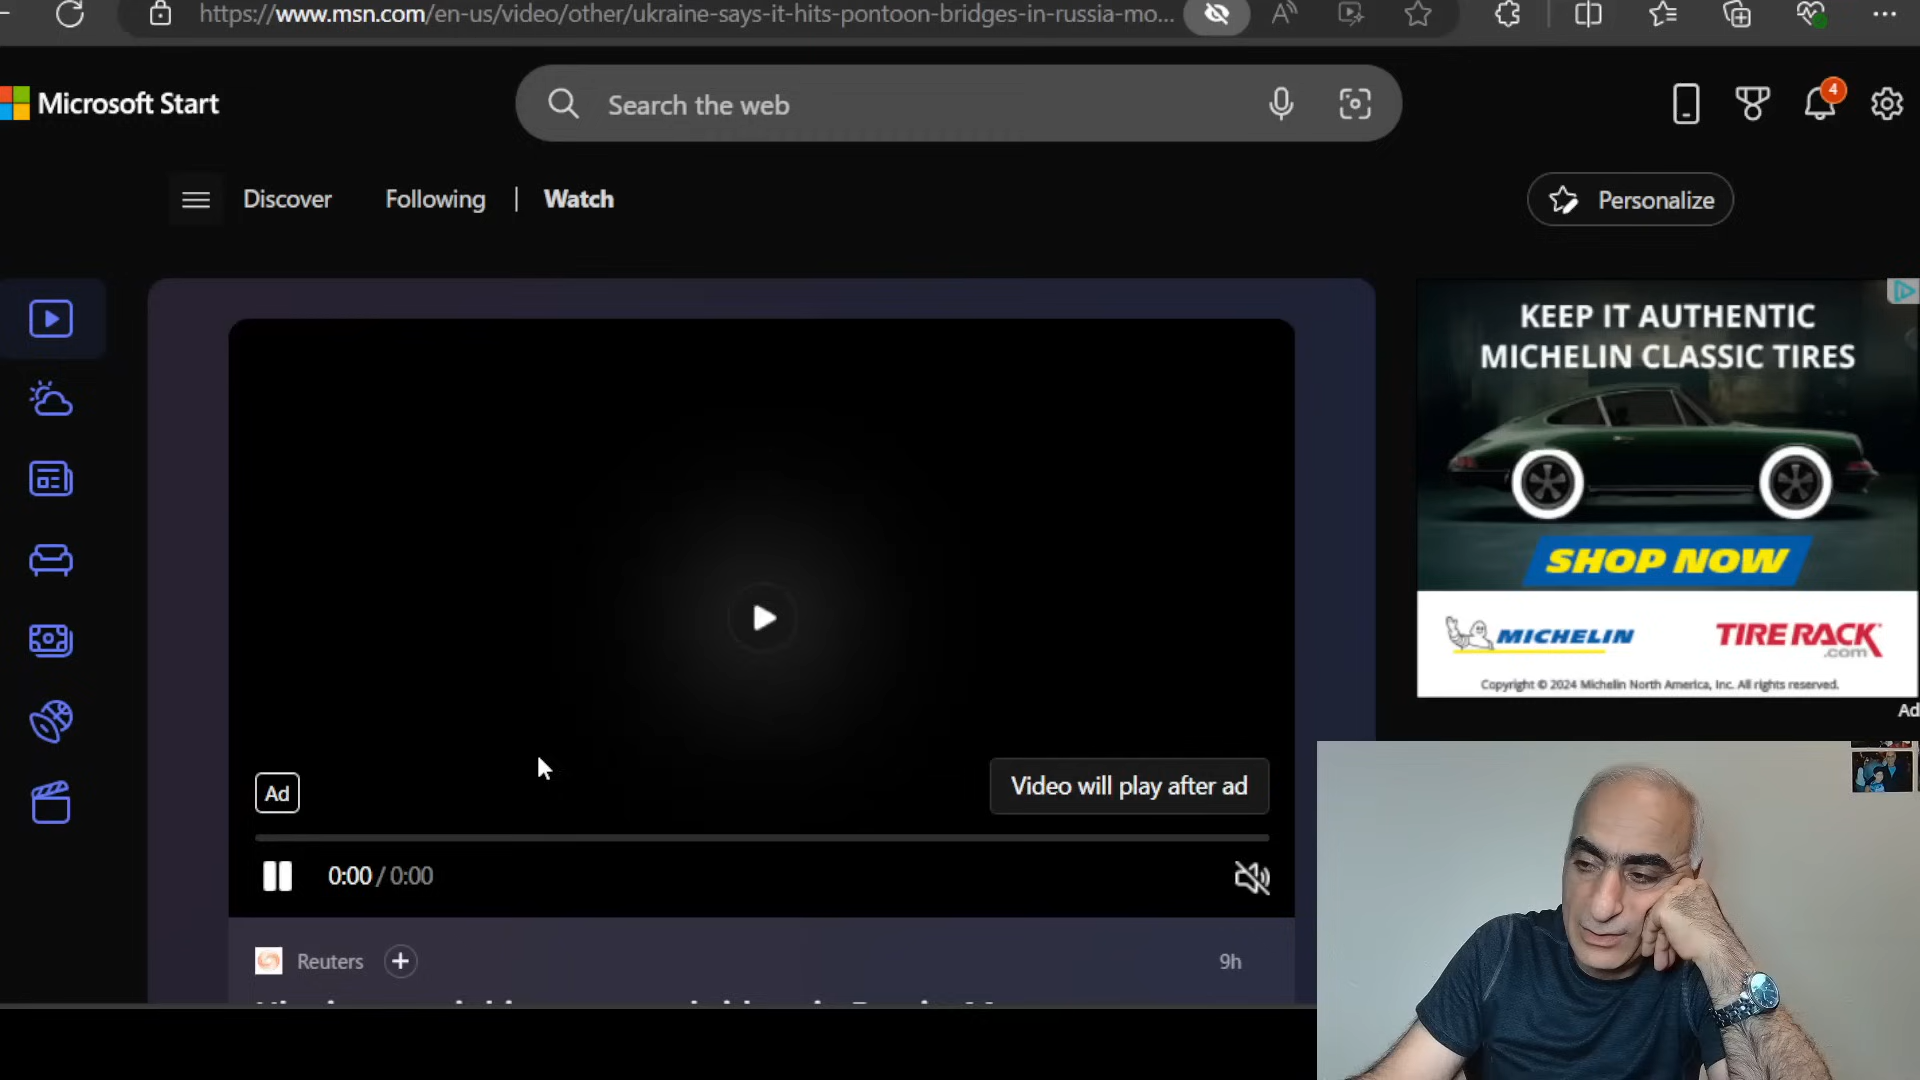 https://www.msn.com/en-us/video/other/ukraine-says-it-hits-pontoon-bridges-in-russia-mo...
Microsoft Start
Search the web
4
Discover
Following
Watch
Personalize
KEEP IT AUTHENTIC
MICHELIN CLASSIC TIRES
SHOP NOW
MICHELIN
TIRE RACK
.com
Copyright © 2024 Michelin North America, Inc. All rights reserved.
Ad
Ad
Video will play after ad
0:00 / 0:00
Reuters
9h